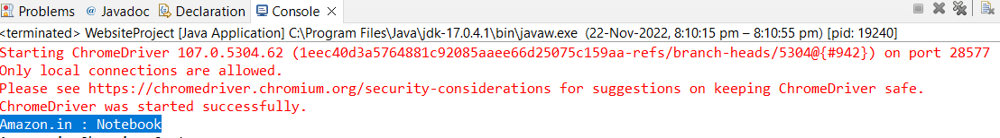 Problems @ Javadoc Declaration Console
<terminated> WebsiteProject [Java Application] C:\Program Files\Java\jdk-17.0.4.1\bin\javaw.exe (22-Nov-2022, 8:10:15 pm – 8:10:55 pm) [pid: 19240]
Starting ChromeDriver 107.0.5304.62 (1eec40d3a5764881c92085aaee66d25075c159aa-refs/branch-heads/5304@{#942}) on port 28577
Only local connections are allowed.
Please see https://chromedriver.chromium.org/security-considerations for suggestions on keeping ChromeDriver safe.
ChromeDriver was started successfully.
Amazon.in : Notebook